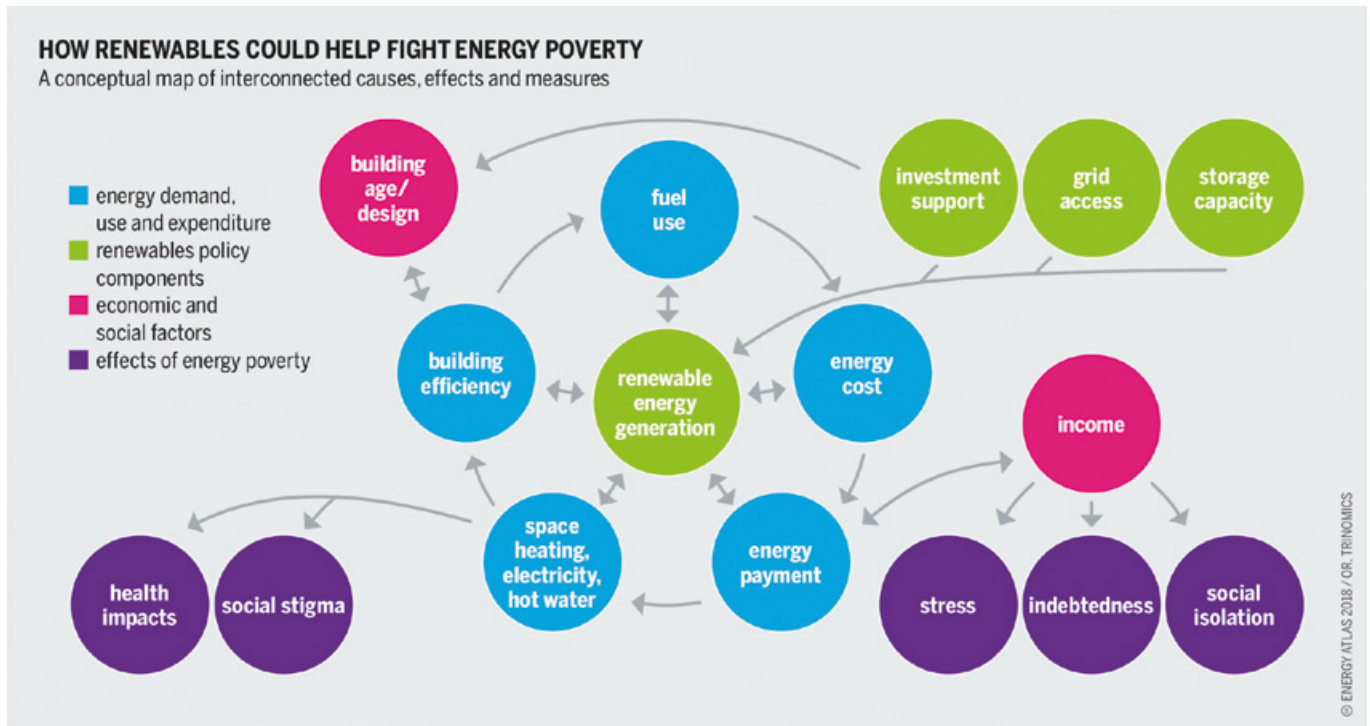 HOW RENEWABLES COULD HELP FIGHT ENERGY POVERTY
A conceptual map of interconnected causes, effects and measures
building
age/
design
fuel
use
investment
support
grid
access
storage
capacity
energy demand,
use and expenditure
renewables policy
components
economic and
social factors
effects of energy poverty
building
efficiency
renewable
energy
generation
energy
cost
income
space
heating,
electricity,
hot water
energy
payment
health
impacts
social stigma
stress
indebtedness
social
isolation
© ENERGY ATLAS 2018 / OR. TRINOMICS